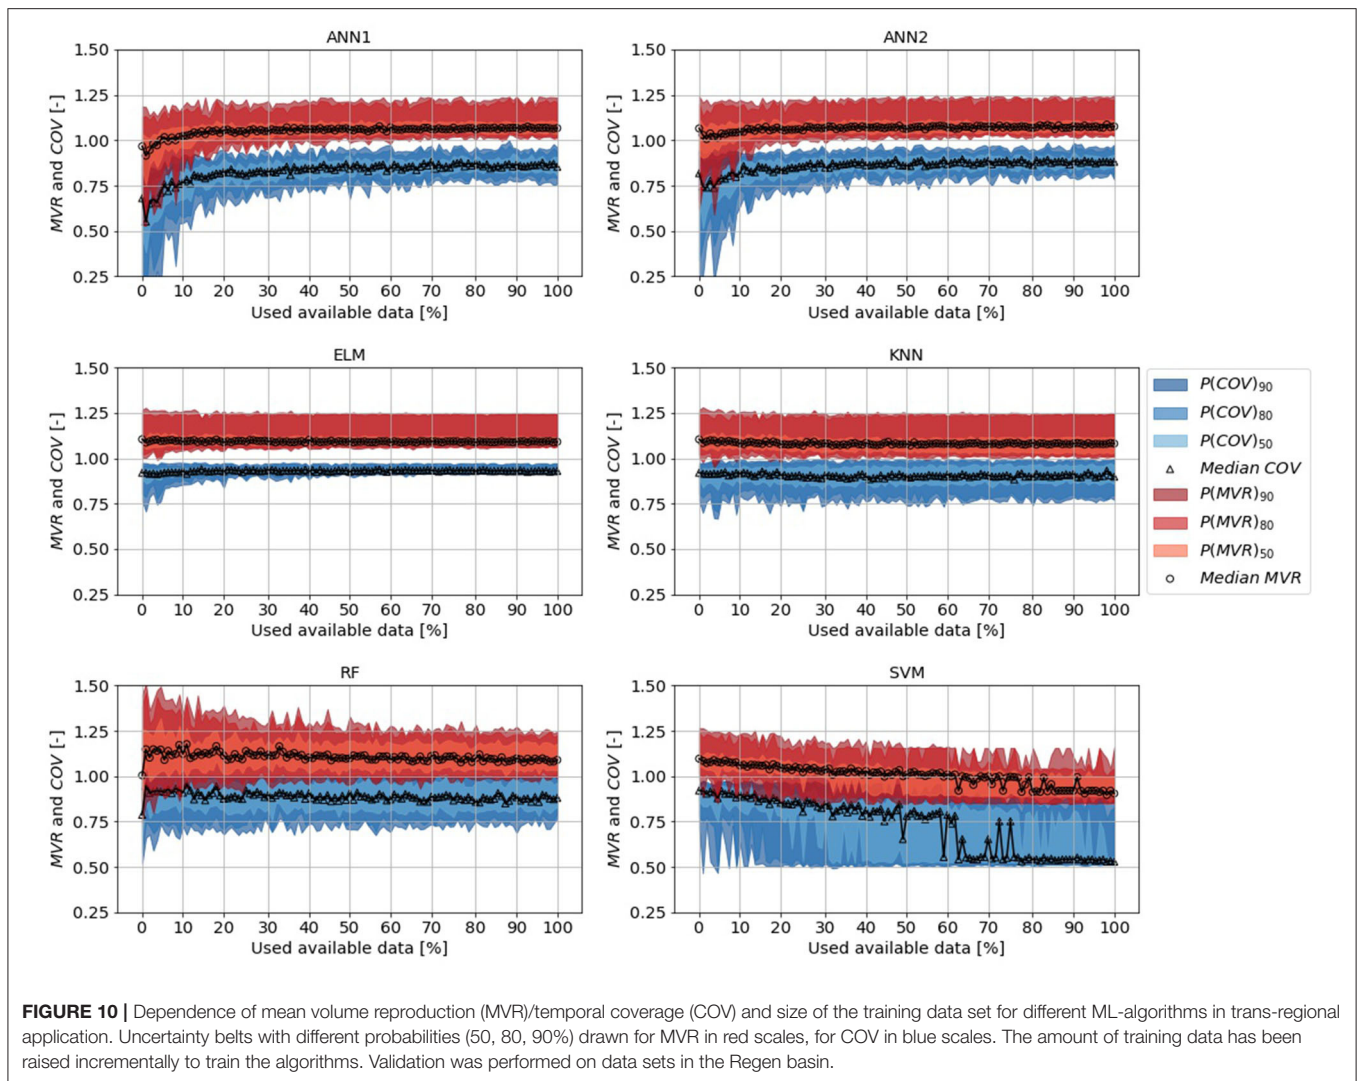 ANN1
1.50
1.25
1.00
0.75
0.50
0.25
MVR and COV [-]
0 10 20 30 40 50 60 70 80 90 100
Used available data [%]
ANN2
1.50
1.25
1.00
0.75
0.50
0.25
MVR and COV [-]
0 10 20 30 40 50 60 70 80 90 100
Used available data [%]
ELM
1.50
1.25
1.00
0.75
0.50
0.25
MVR and COV [-]
0 10 20 30 40 50 60 70 80 90 100
Used available data [%]
KNN
1.50
1.25
1.00
0.75
0.50
0.25
MVR and COV [-]
0 10 20 30 40 50 60 70 80 90 100
Used available data [%]
P(COV)90
P(COV)80
P(COV)50
Median COV
P(MVR)90
P(MVR)80
P(MVR)50
Median MVR
RF
1.50
1.25
1.00
0.75
0.50
0.25
MVR and COV [-]
0 10 20 30 40 50 60 70 80 90 100
Used available data [%]
SVM
1.50
1.25
1.00
0.75
0.50
0.25
MVR and COV [-]
0 10 20 30 40 50 60 70 80 90 100
Used available data [%]
FIGURE 10 | Dependence of mean volume reproduction (MVR)/temporal coverage (COV) and size of the training data set for different ML-algorithms in trans-regional
application. Uncertainty belts with different probabilities (50, 80, 90%) drawn for MVR in red scales, for COV in blue scales. The amount of training data has been
raised incrementally to train the algorithms. Validation was performed on data sets in the Regen basin.